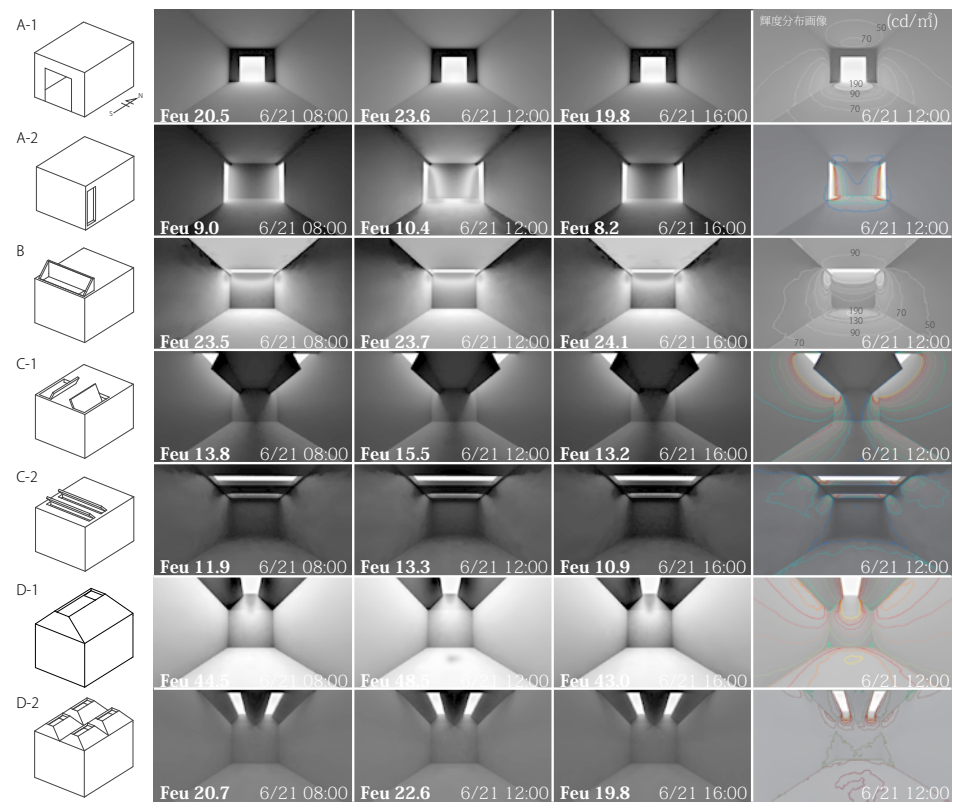 A-1
N
S
Feu 20.5 6/21 08:00
Feu 23.6 6/21 12:00
Feu 19.8 6/21 16:00
輝度分布画像 (cd/㎡)
50
70
190
90
70
6/21 12:00
A-2
Feu 9.0 6/21 08:00
Feu 10.4 6/21 12:00
Feu 8.2 6/21 16:00
6/21 12:00
B
Feu 23.5 6/21 08:00
Feu 23.7 6/21 12:00
Feu 24.1 6/21 16:00
90
190
130
90
70
70
50
6/21 12:00
C-1
Feu 13.8 6/21 08:00
Feu 15.5 6/21 12:00
Feu 13.2 6/21 16:00
6/21 12:00
C-2
Feu 11.9 6/21 08:00
Feu 13.3 6/21 12:00
Feu 10.9 6/21 16:00
6/21 12:00
D-1
Feu 44.5 6/21 08:00
Feu 48.5 6/21 12:00
Feu 43.0 6/21 16:00
6/21 12:00
D-2
Feu 20.7 6/21 08:00
Feu 22.6 6/21 12:00
Feu 19.8 6/21 16:00
6/21 12:00